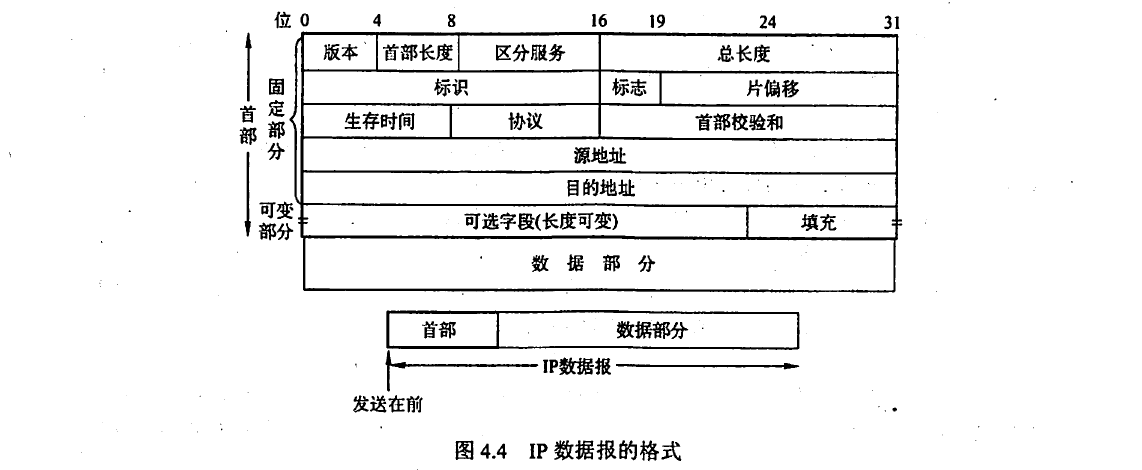 位 0 4 8 16 19 24 31
版本 首部长度 区分服务 总长度
标识 标志 片偏移
生存时间 协议 首部校验和
源地址
目的地址
可选字段(长度可变) 填充
数 据 部 分
首部
固定部分
可变部分
首部 数据部分
IP数据报
发送在前
图 4.4 IP 数据报的格式